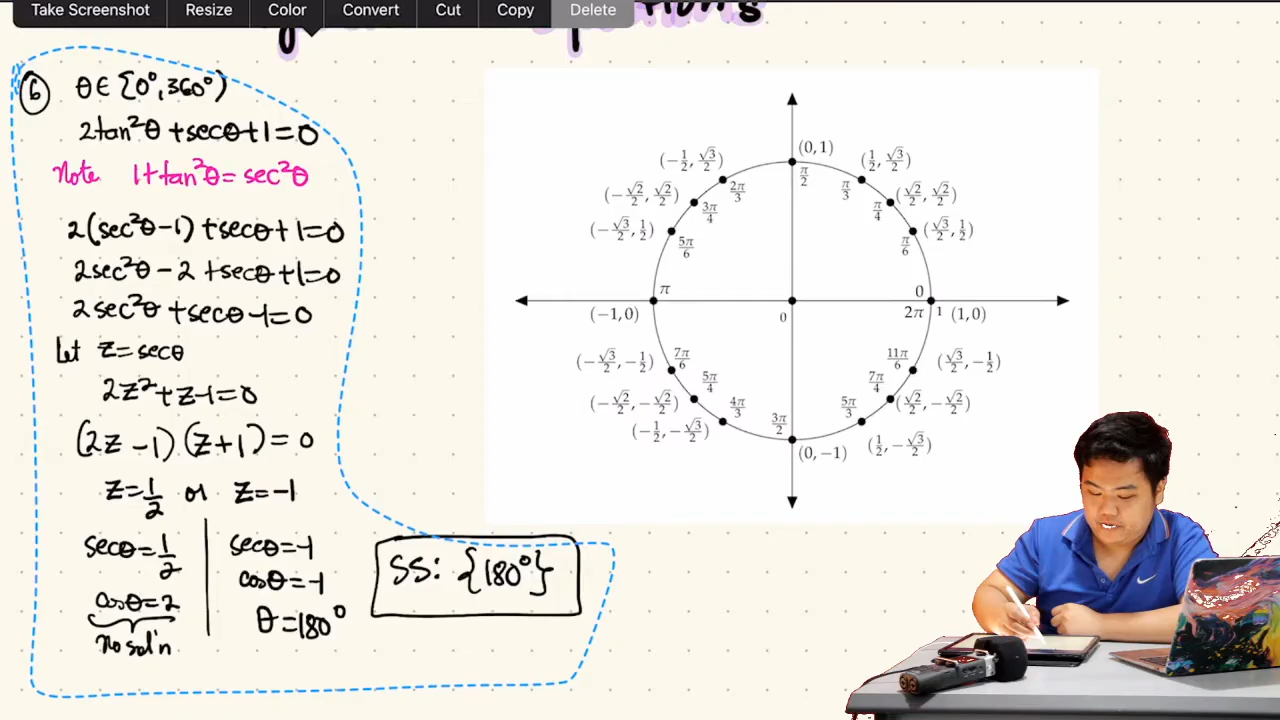 Take Screenshot Resize Color Convert Cut Copy Delete
6 θ∈{0°,360°)
2tan²θ+secθ+1=0
Note 1+tan²θ=sec²θ
2(sec²θ-1)+secθ+1=0
2sec²θ-2+secθ+1=0
2sec²θ+secθ-1=0
Let z=secθ
2z²+z-1=0
(2z-1)(z+1)=0
z=1/2 or z=-1
secθ=1/2
cosθ=2
no sol'n
secθ=-1
cosθ=-1
θ=180°
SS: {180°}
(0,1)
π/2
(-1/2, √3/2)
2π/3
(-√2/2, √2/2)
3π/4
(-√3/2, 1/2)
5π/6
(1/2, √3/2)
π/3
(√2/2, √2/2)
π/4
(√3/2, 1/2)
π/6
π
(-1,0)
0
0
2π
1
(1,0)
(-√3/2, -1/2)
7π/6
(-√2/2, -√2/2)
5π/4
(-1/2, -√3/2)
4π/3
3π/2
(0,-1)
11π/6
(√3/2, -1/2)
7π/4
(√2/2, -√2/2)
5π/3
(1/2, -√3/2)